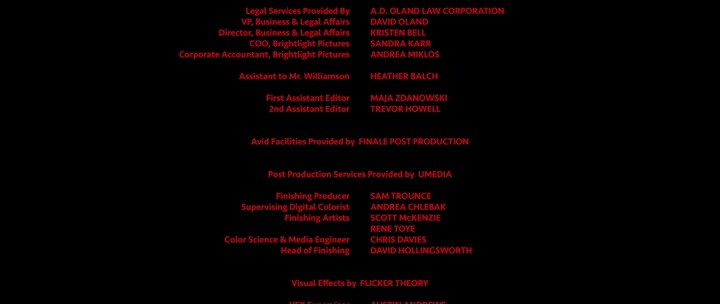 Legal Services Provided By A.D. OLAND LAW CORPORATION
VP, Business & Legal Affairs DAVID OLAND
Director, Business & Legal Affairs KRISTEN BELL
COO, Brightlight Pictures SANDRA KARR
Corporate Accountant, Brightlight Pictures ANDREA MIKLOS
Assistant to Mr. Williamson HEATHER BALCH
First Assistant Editor MAJA ZDANOWSKI
2nd Assistant Editor TREVOR HOWELL
Avid Facilities Provided by FINALE POST PRODUCTION
Post Production Services Provided by UMEDIA
Finishing Producer SAM TROUNCE
Supervising Digital Colorist ANDREA CHLEBAK
Finishing Artists SCOTT McKENZIE
RENE TOYE
Color Science & Media Engineer CHRIS DAVIES
Head of Finishing DAVID HOLLINGSWORTH
Visual Effects by FLICKER THEORY